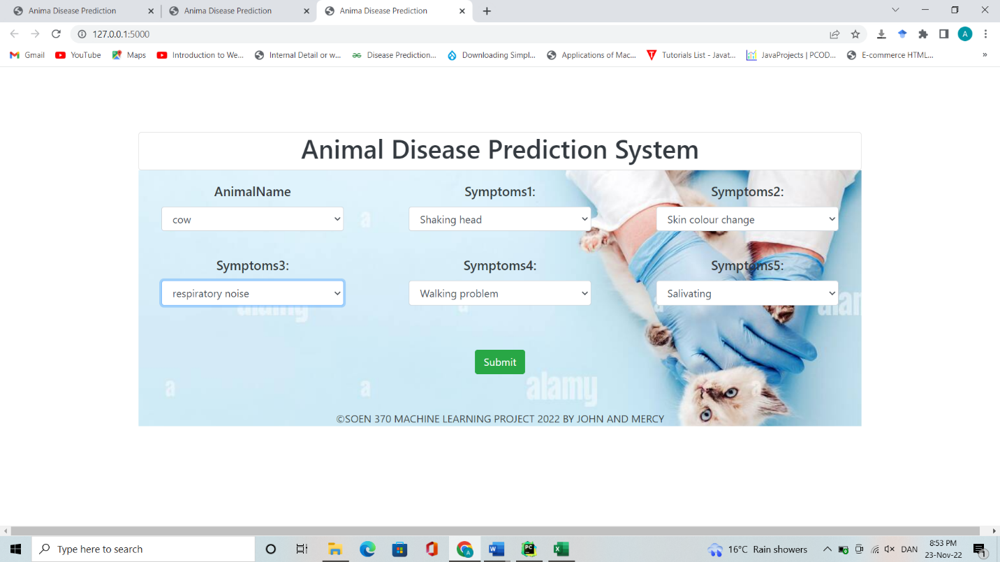 Anima Disease Prediction
Anima Disease Prediction
Anima Disease Prediction
127.0.0.1:5000
A
Gmail
YouTube
Maps
Introduction to We...
Internal Detail or w...
Disease Prediction...
Downloading Simpl...
Applications of Mac...
Tutorials List - Javat...
JavaProjects | PCOD...
E-commerce HTML...
»
Animal Disease Prediction System
AnimalName
Symptoms1:
Symptoms2:
cow
Shaking head
Skin colour change
Symptoms3:
Symptoms4:
Symptoms5:
respiratory noise
Walking problem
Salivating
Submit
a
a
a
alamy
alamy
©SOEN 370 MACHINE LEARNING PROJECT 2022 BY JOHN AND MERCY
Type here to search
16°C Rain showers
DAN
8:53 PM
23-Nov-22
1